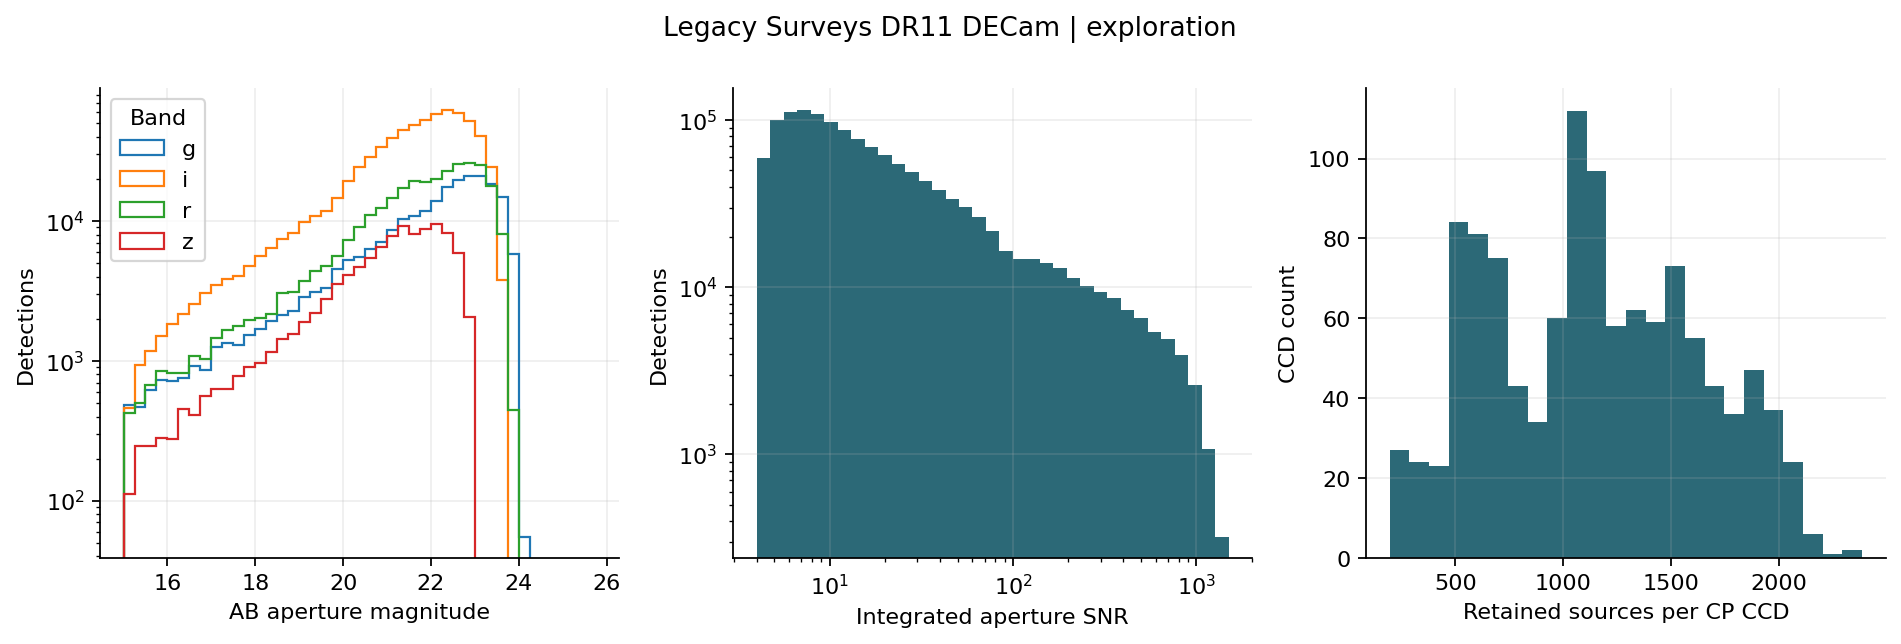 Legacy Surveys DR11 DECam | exploration
Band
g
i
r
z
10^4
10^3
10^2
Detections
16 18 20 22 24 26
AB aperture magnitude
10^5
10^4
10^3
Detections
10^1 10^2 10^3
Integrated aperture SNR
100
80
60
40
20
0
CCD count
500 1000 1500 2000
Retained sources per CP CCD